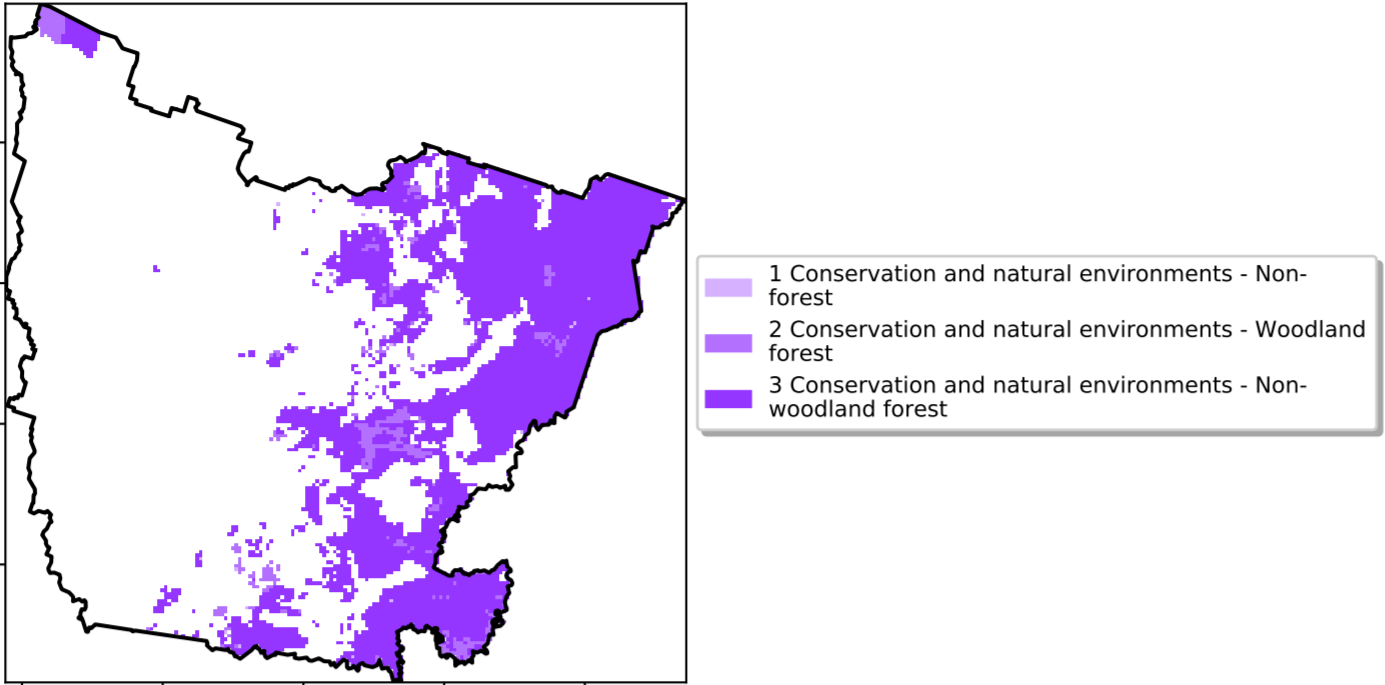 1 Conservation and natural environments - Non-
forest
2 Conservation and natural environments - Woodland
forest
3 Conservation and natural environments - Non-
woodland forest